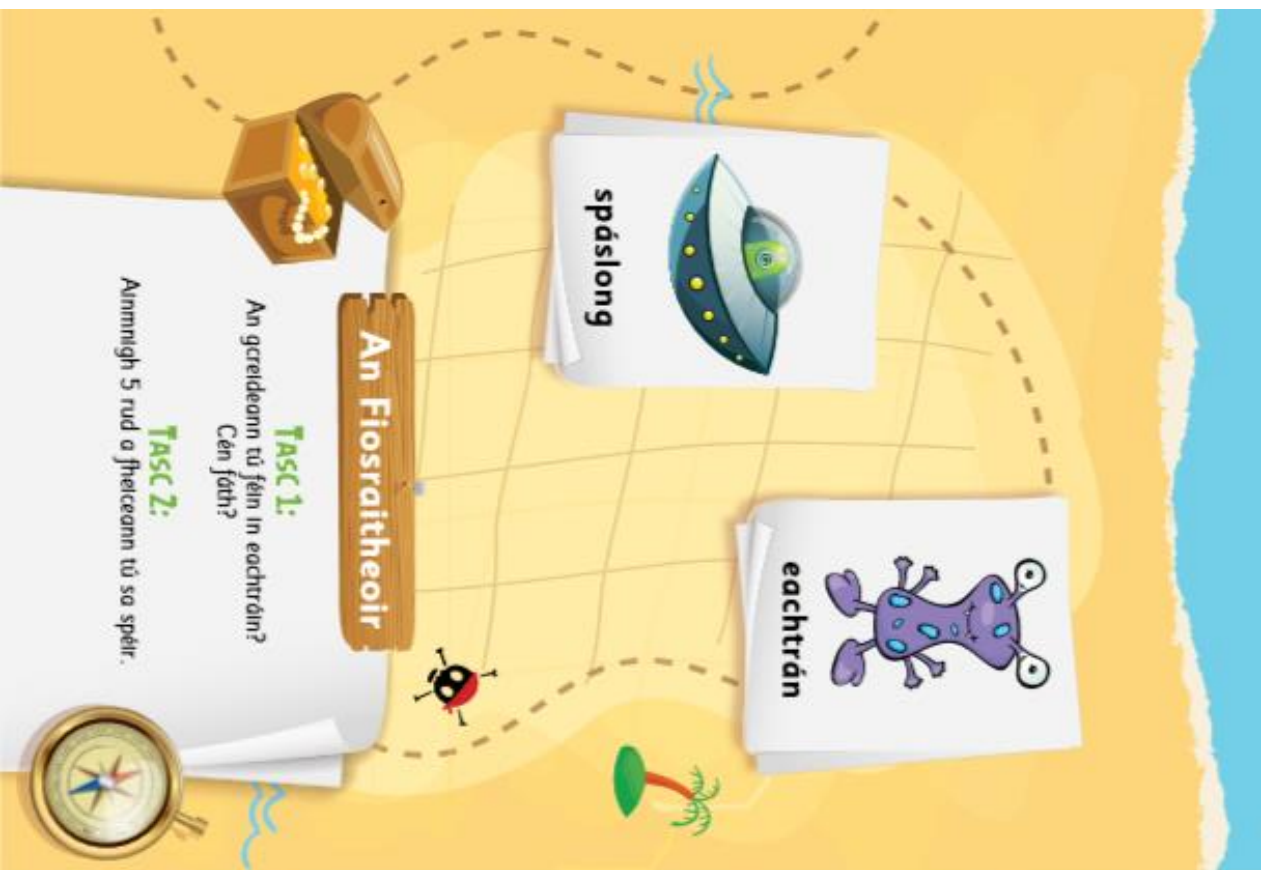 spáslong
eachtrán
An Fiosraitheoir
TASC 1:
An gcreideann tú féin in eachtráin?
Cén fáth?
TASC 2:
Ainmnigh 5 rud a fheiceann tú sa spéir.